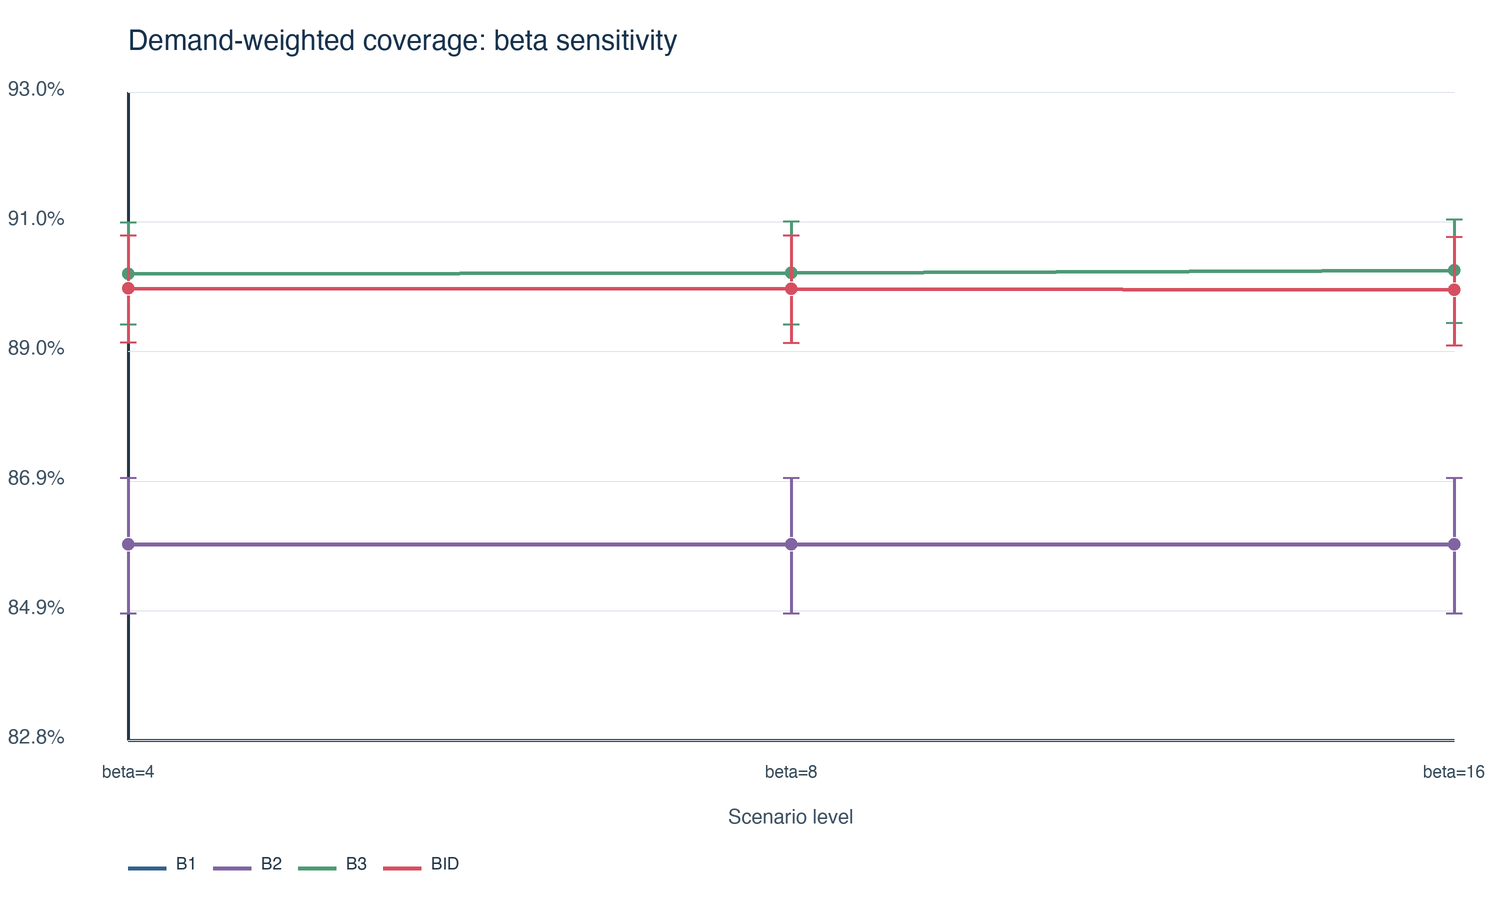 Demand-weighted coverage: beta sensitivity
93.0%
91.0%
89.0%
86.9%
84.9%
82.8%
beta=4 beta=8 beta=16
Scenario level
B1 B2 B3 BID